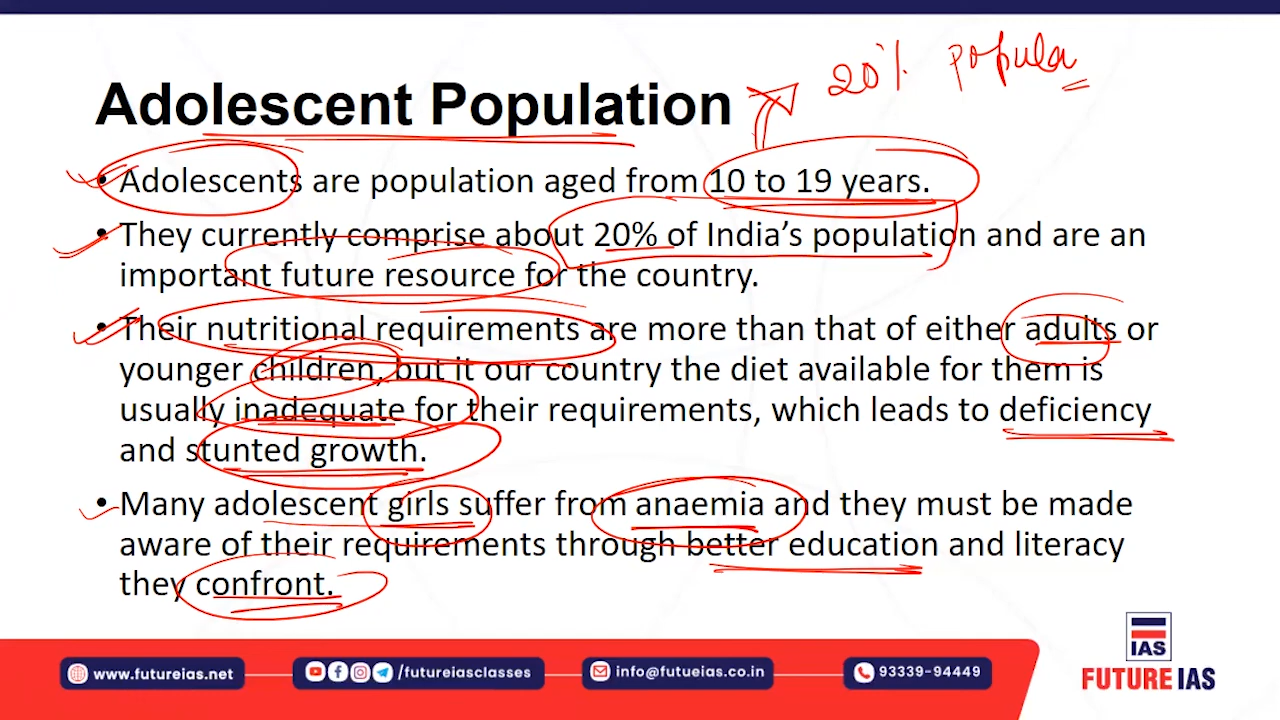 20% popula
Adolescent Population
• Adolescents are population aged from 10 to 19 years.
• They currently comprise about 20% of India's population and are an
important future resource for the country.
• Their nutritional requirements are more than that of either adults or
younger children, but it our country the diet available for them is
usually inadequate for their requirements, which leads to deficiency
and stunted growth.
• Many adolescent girls suffer from anaemia and they must be made
aware of their requirements through better education and literacy
they confront.
www.futureias.net
/futureiasclasses
info@futueias.co.in
93339-94449
IAS
FUTURE IAS